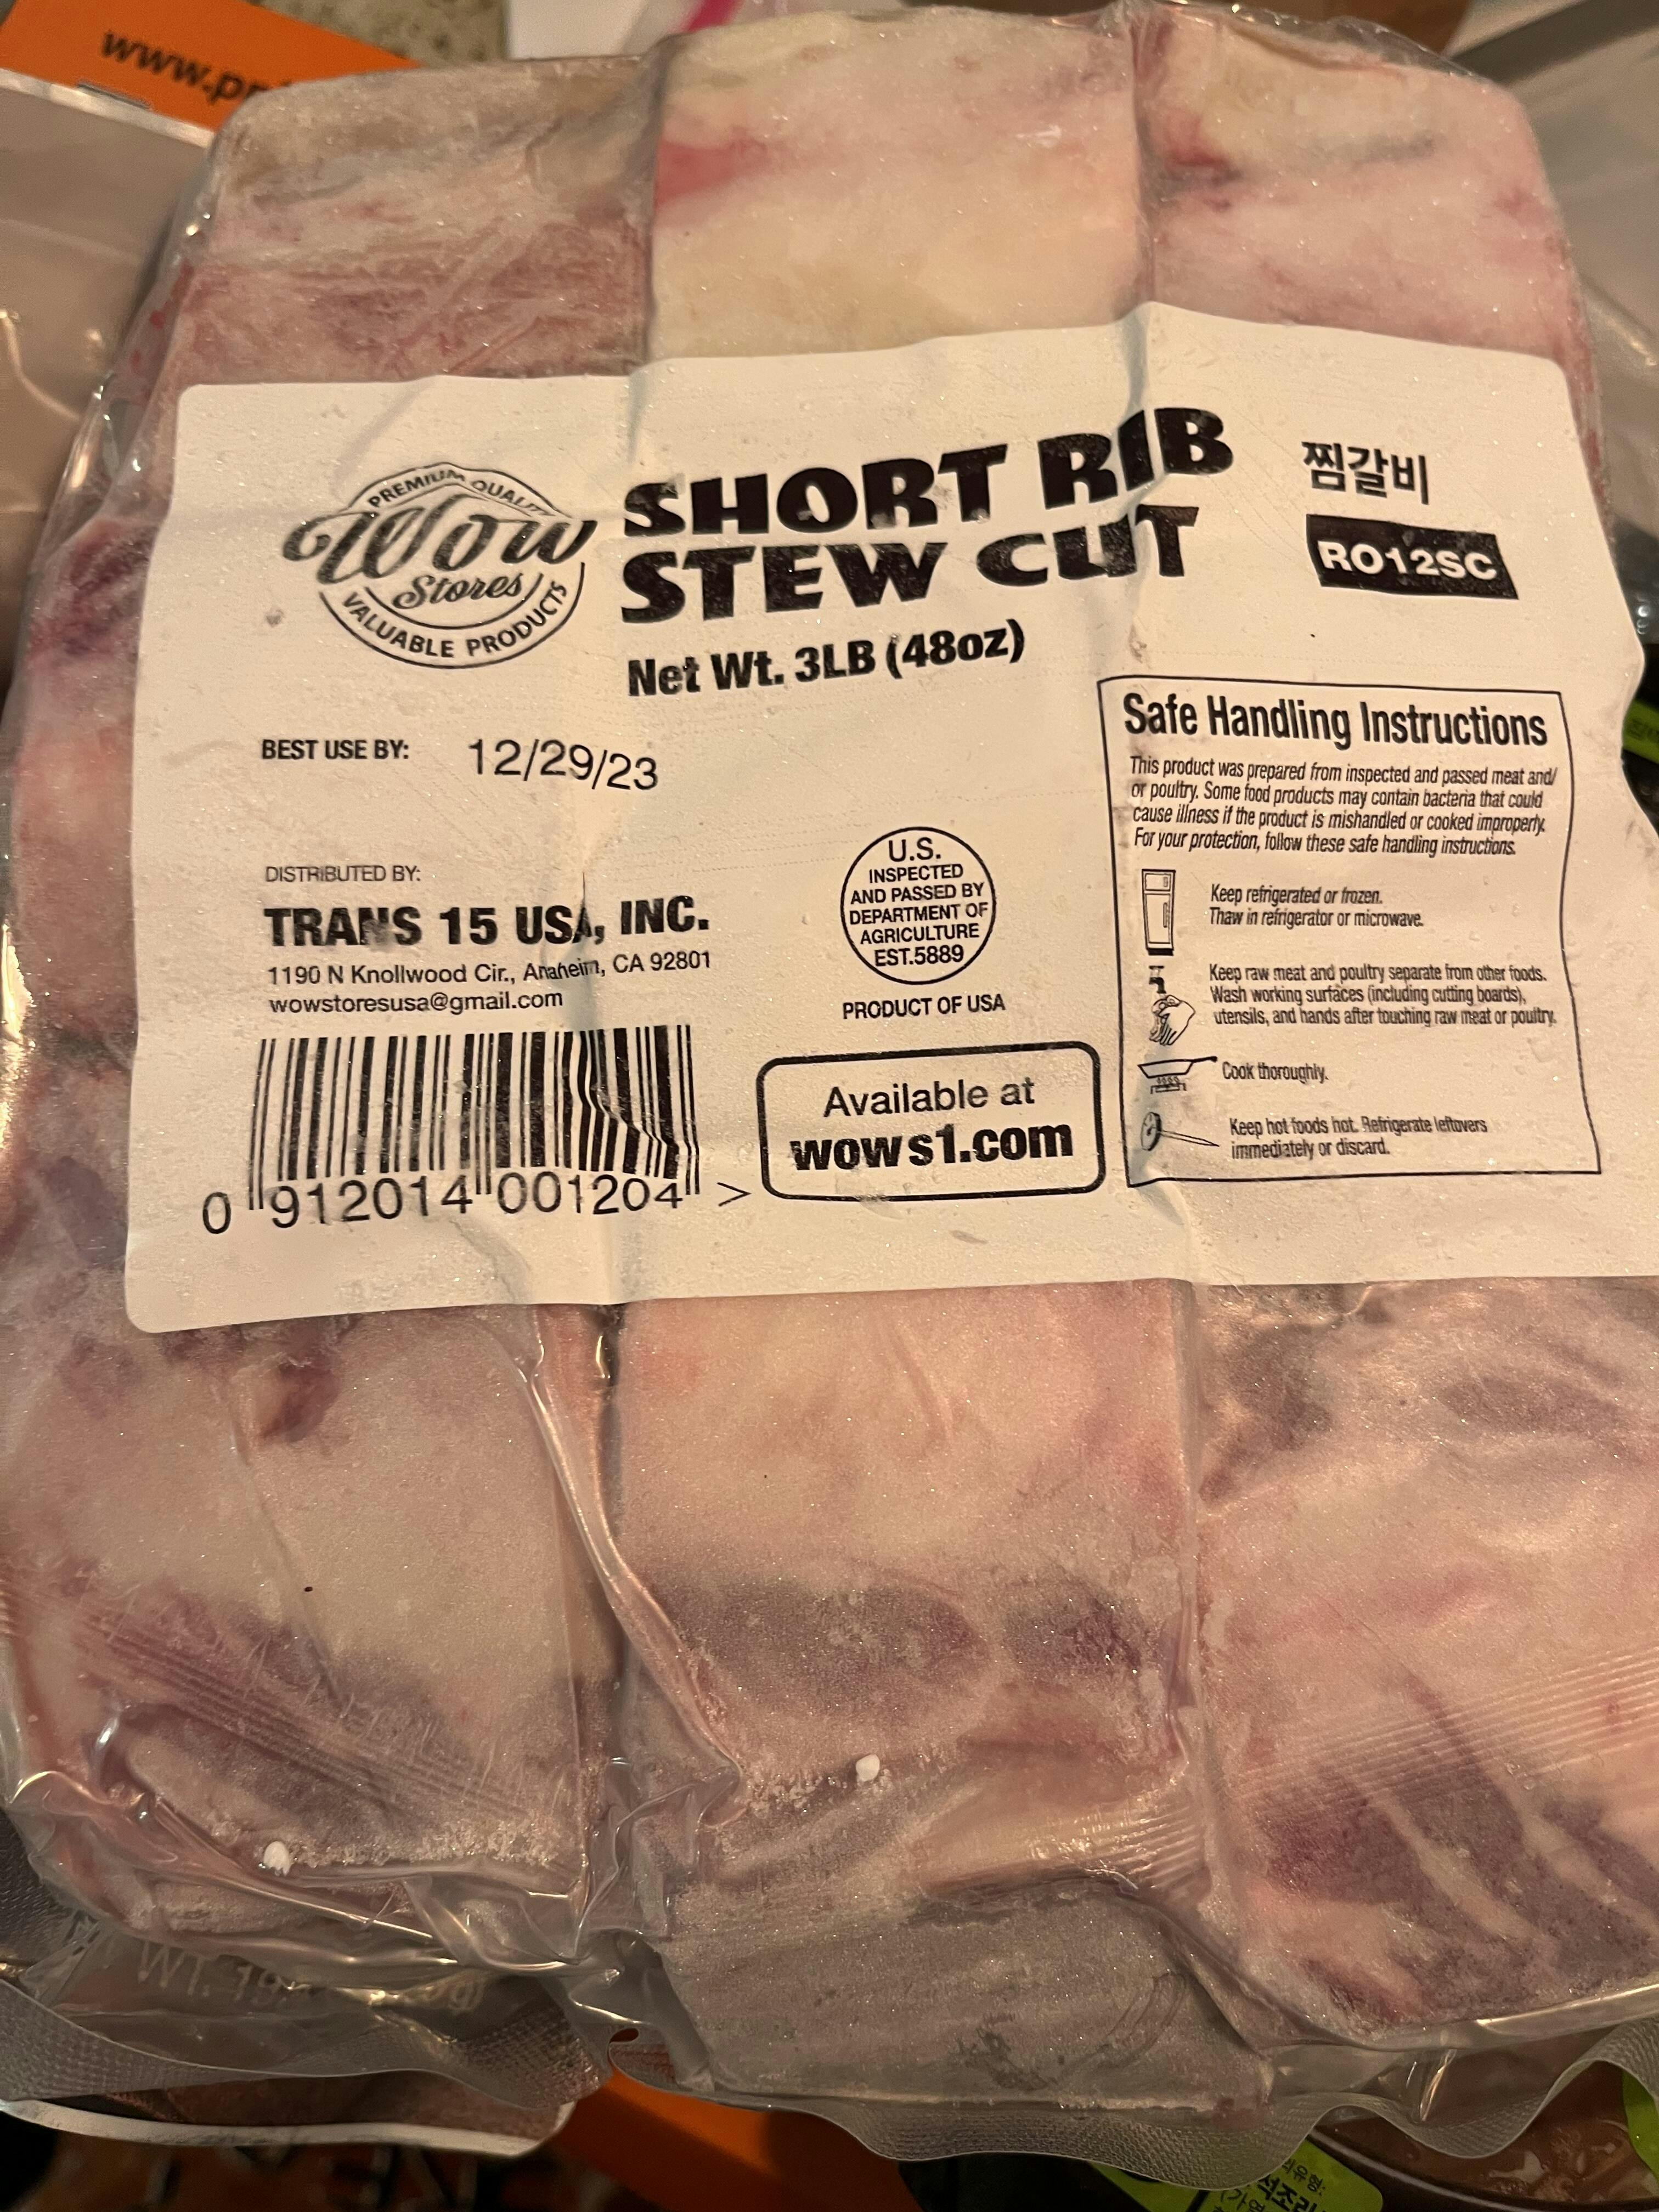 www.pr
PREMIUM QUALITY
Wow
Stores
VALUABLE PRODUCTS
SHORT RIB
STEW CUT
Net Wt. 3LB (48oz)
찜갈비
RO12SC
BEST USE BY: 12/29/23
DISTRIBUTED BY:
TRANS 15 USA, INC.
1190 N Knollwood Cir., Anaheim, CA 92801
wowstoresusa@gmail.com
0 912014 001204 >
U.S.
INSPECTED
AND PASSED BY
DEPARTMENT OF
AGRICULTURE
EST.5889
PRODUCT OF USA
Available at
wows1.com
Safe Handling Instructions
This product was prepared from inspected and passed meat and/
or poultry. Some food products may contain bacteria that could
cause illness if the product is mishandled or cooked improperly.
For your protection, follow these safe handling instructions.
Keep refrigerated or frozen.
Thaw in refrigerator or microwave.
Keep raw meat and poultry separate from other foods.
Wash working surfaces (including cutting boards),
utensils, and hands after touching raw meat or poultry.
Cook thoroughly.
Keep hot foods hot. Refrigerate leftovers
immediately or discard.
WT.